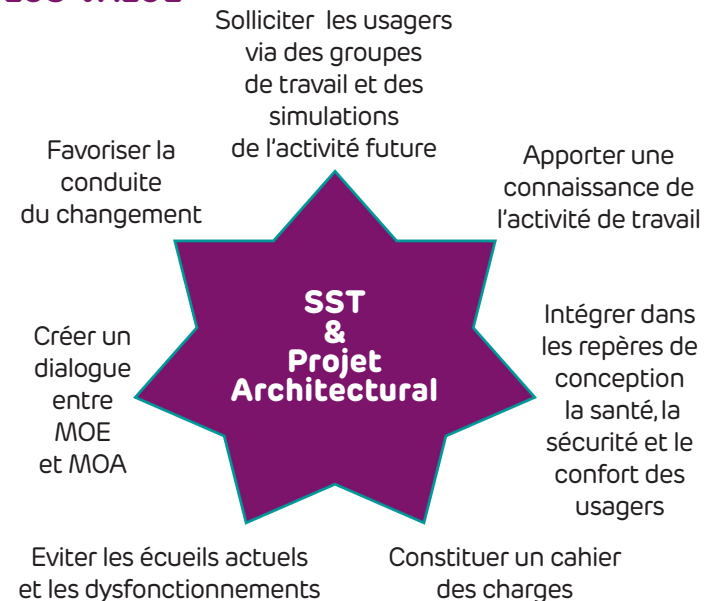 Solliciter les usagers
via des groupes
de travail et des
simulations
de l'activité future
Favoriser la
conduite
du changement
Apporter une
connaissance de
l'activité de travail
SST
&
Projet
Architectural
Créer un
dialogue
entre
MOE
et MOA
Intégrer dans
les repères de
conception
la santé, la
sécurité et le
confort des
usagers
Eviter les écueils actuels
et les dysfonctionnements
Constituer un cahier
des charges